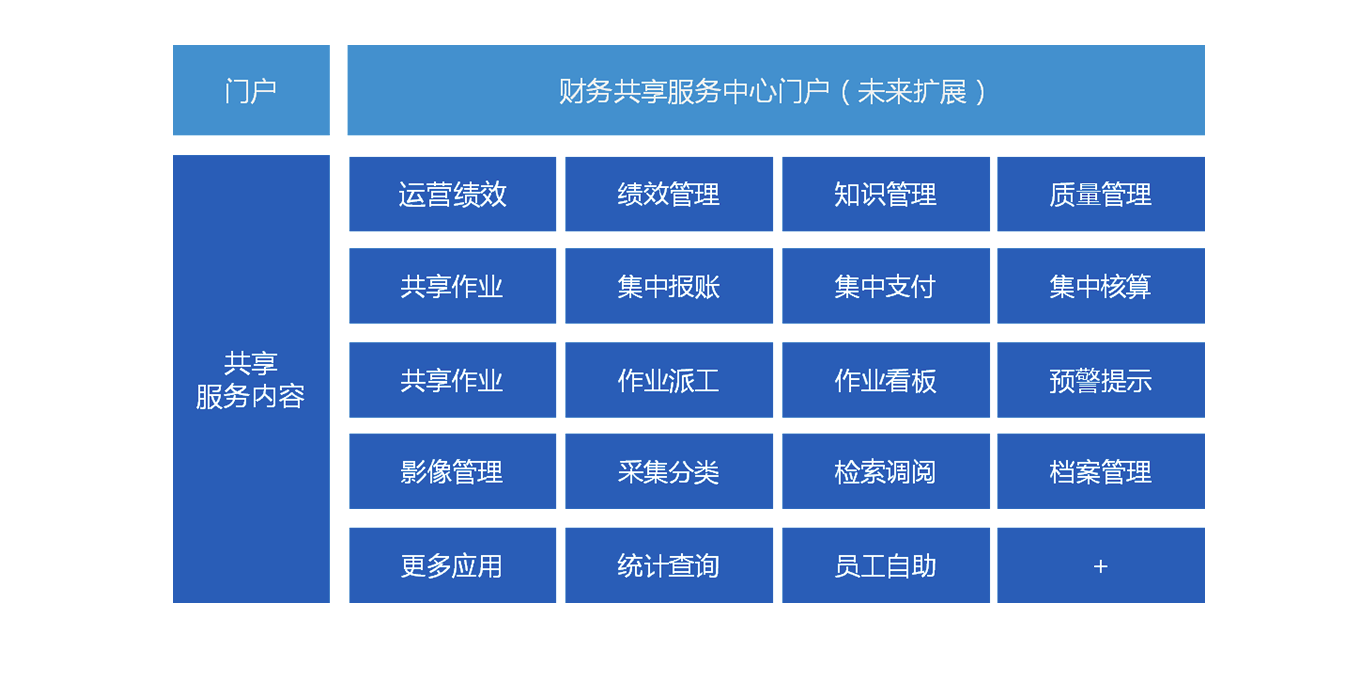 门户
财务共享服务中心门户（未来扩展）
共享
服务内容
运营绩效
绩效管理
知识管理
质量管理
共享作业
集中报账
集中支付
集中核算
共享作业
作业派工
作业看板
预警提示
影像管理
采集分类
检索调阅
档案管理
更多应用
统计查询
员工自助
+